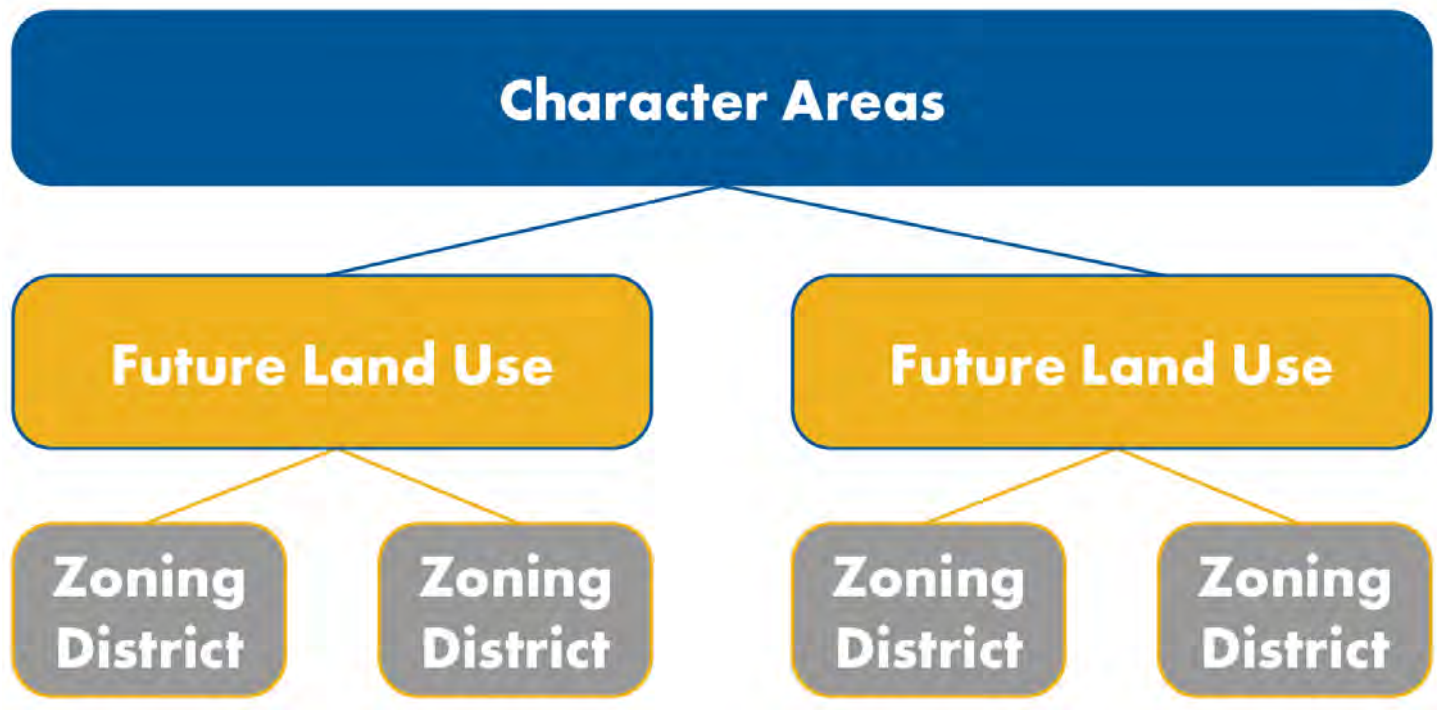 Character Areas
Future Land Use
Future Land Use
Zoning
District
Zoning
District
Zoning
District
Zoning
District